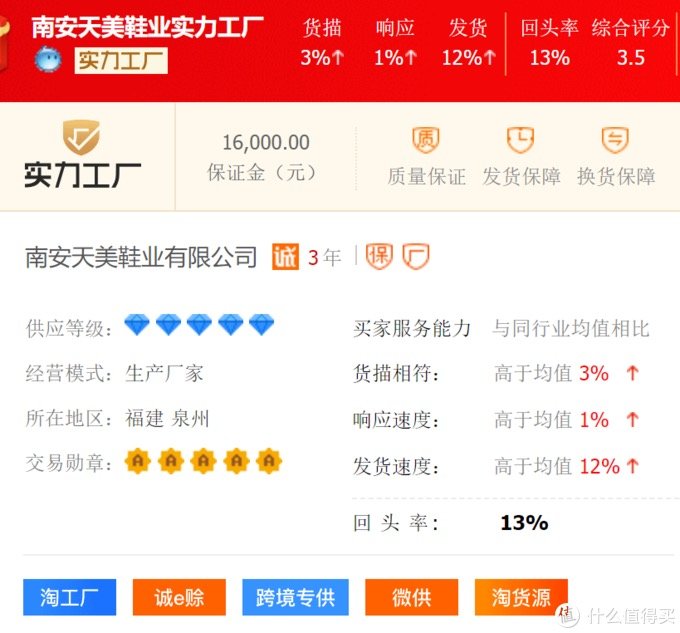 南安天美鞋业实力工厂 货描 响应 发货 回头率 综合评分
实力工厂 3%↑ 1%↑ 12%↑ 13% 3.5
实力工厂 16,000.00 质
保证金（元） 质量保证 发货保障 换货保障
南安天美鞋业有限公司 诚 3年 保 厂
供应等级： 买家服务能力 与同行业均值相比
经营模式：生产厂家 货描相符： 高于均值 3% ↑
所在地区：福建 泉州 响应速度： 高于均值 1% ↑
交易勋章：A A A A A 发货速度： 高于均值 12% ↑
回 头 率： 13%
淘工厂 诚e赊 跨境专供 微供 淘货源
值 什么值得买